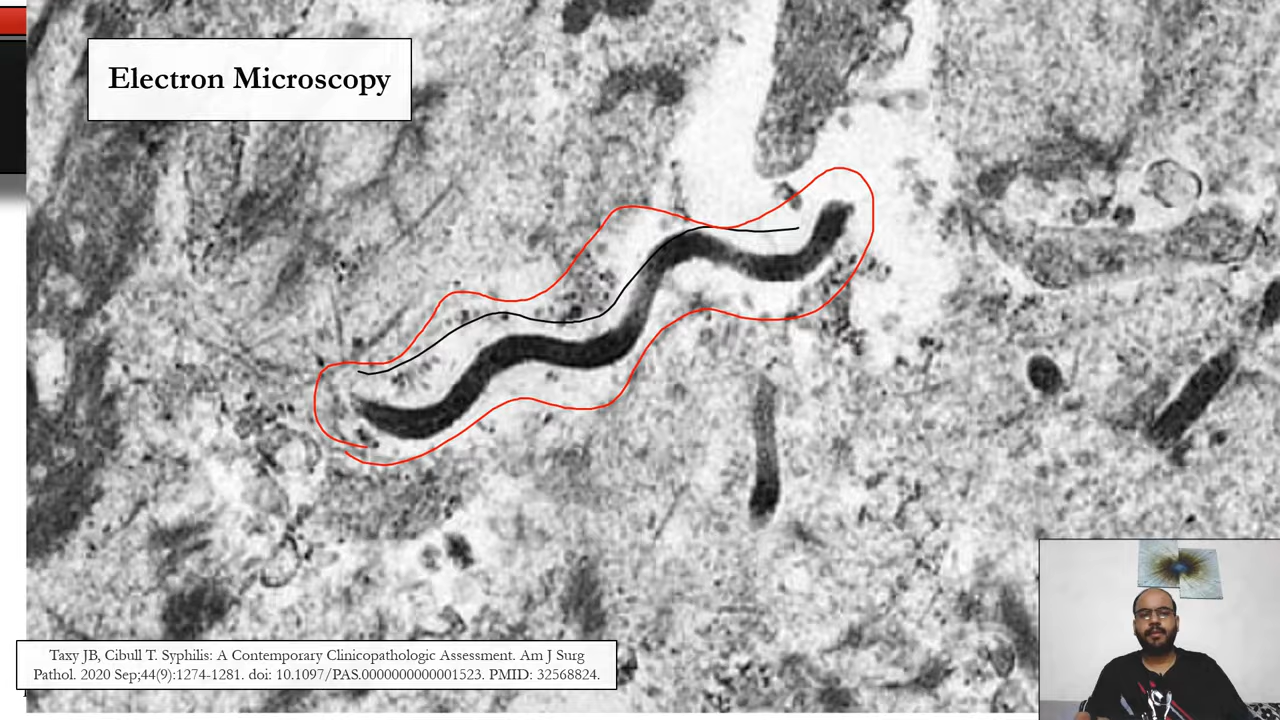 Electron Microscopy
Taxy JB, Cibull T. Syphilis: A Contemporary Clinicopathologic Assessment. Am J Surg
Pathol. 2020 Sep;44(9):1274-1281. doi: 10.1097/PAS.0000000000001523. PMID: 32568824.